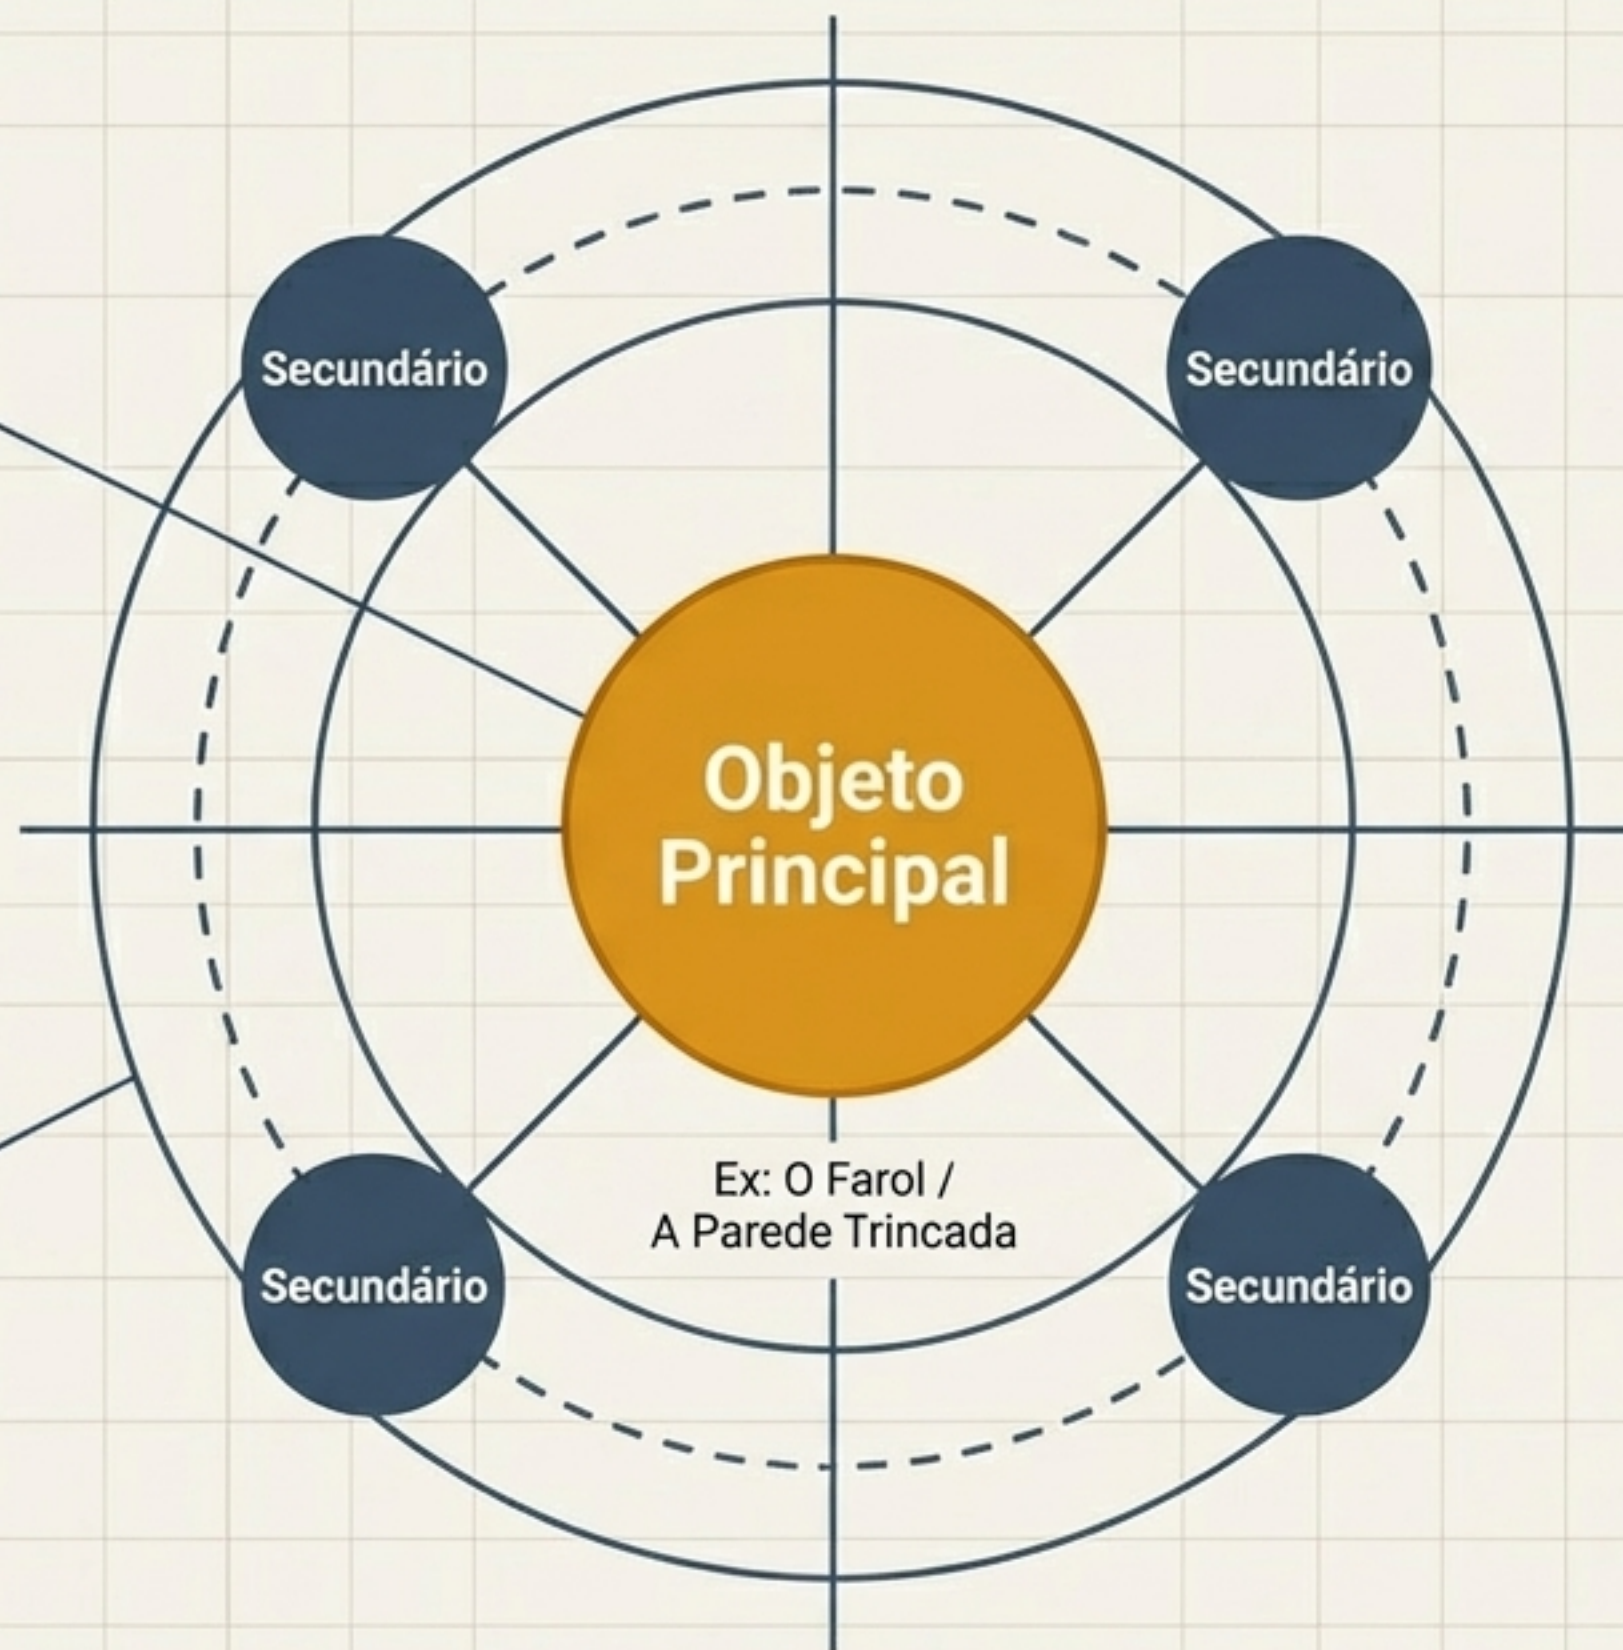 Secundário
Secundário
Objeto
Principal
Ex: O Farol /
A Parede Trincada
Secundário
Secundário